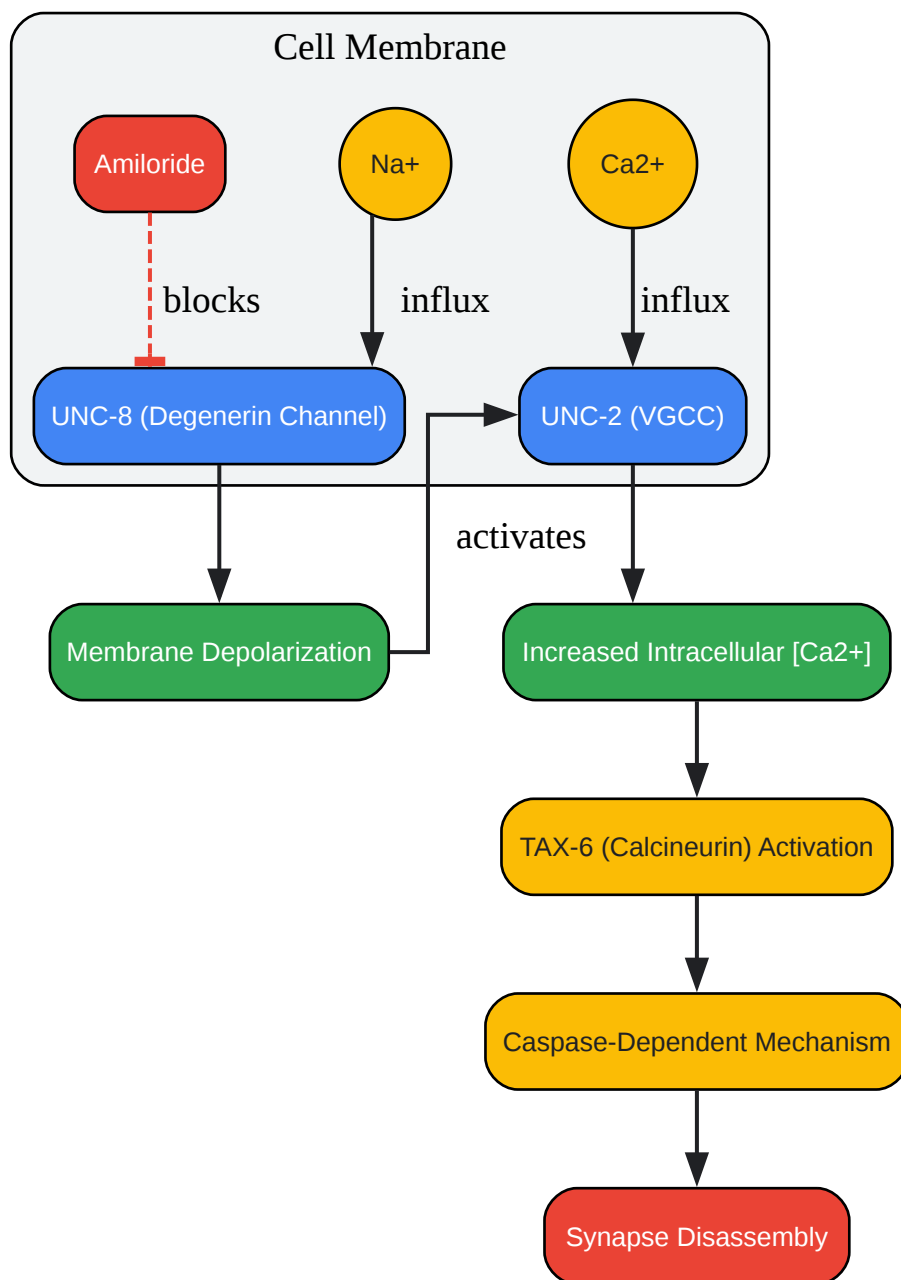 Cell Membrane
Amiloride
Na+
Ca2+
blocks
influx
influx
UNC-8 (Degenerin Channel)
UNC-2 (VGCC)
activates
Membrane Depolarization
Increased Intracellular [Ca2+]
TAX-6 (Calcineurin) Activation
Caspase-Dependent Mechanism
Synapse Disassembly